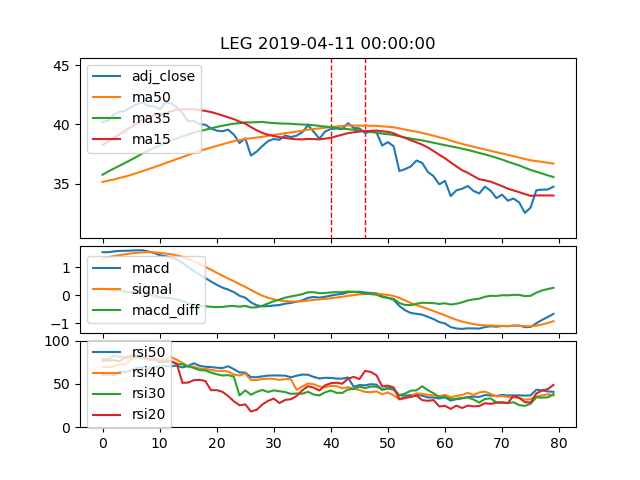 LEG 2019-04-11 00:00:00
45
40
35
adj_close
ma50
ma35
ma15
1
0
−1
macd
signal
macd_diff
100
50
0
rsi50
rsi40
rsi30
rsi20
0 10 20 30 40 50 60 70 80